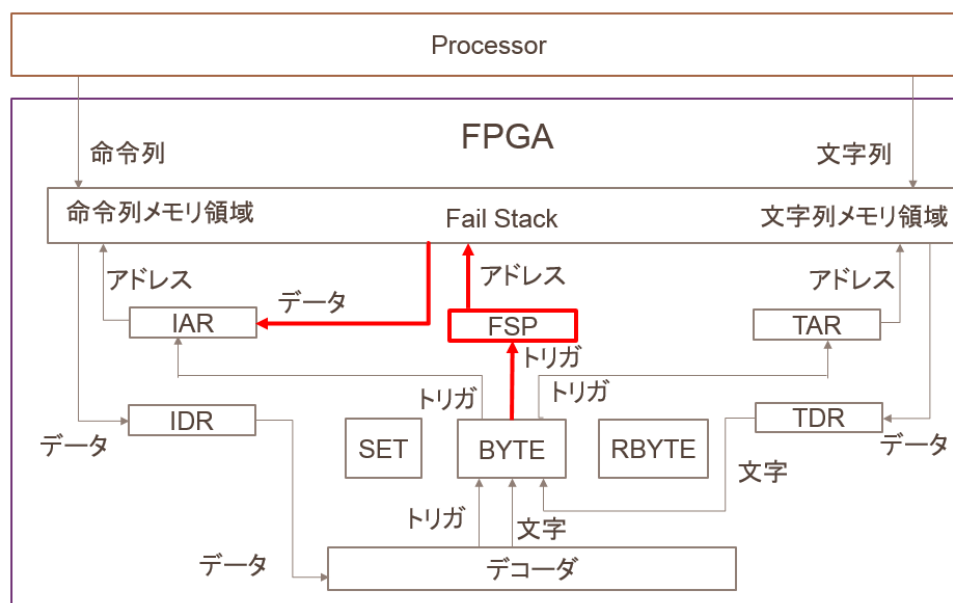 Processor
FPGA
命令列
文字列
命令列メモリ領域
Fail Stack
文字列メモリ領域
アドレス
データ
アドレス
アドレス
IAR
FSP
TAR
トリガ
トリガ
トリガ
IDR
TDR
データ
SET
BYTE
RBYTE
データ
文字
トリガ
文字
データ
デコーダ